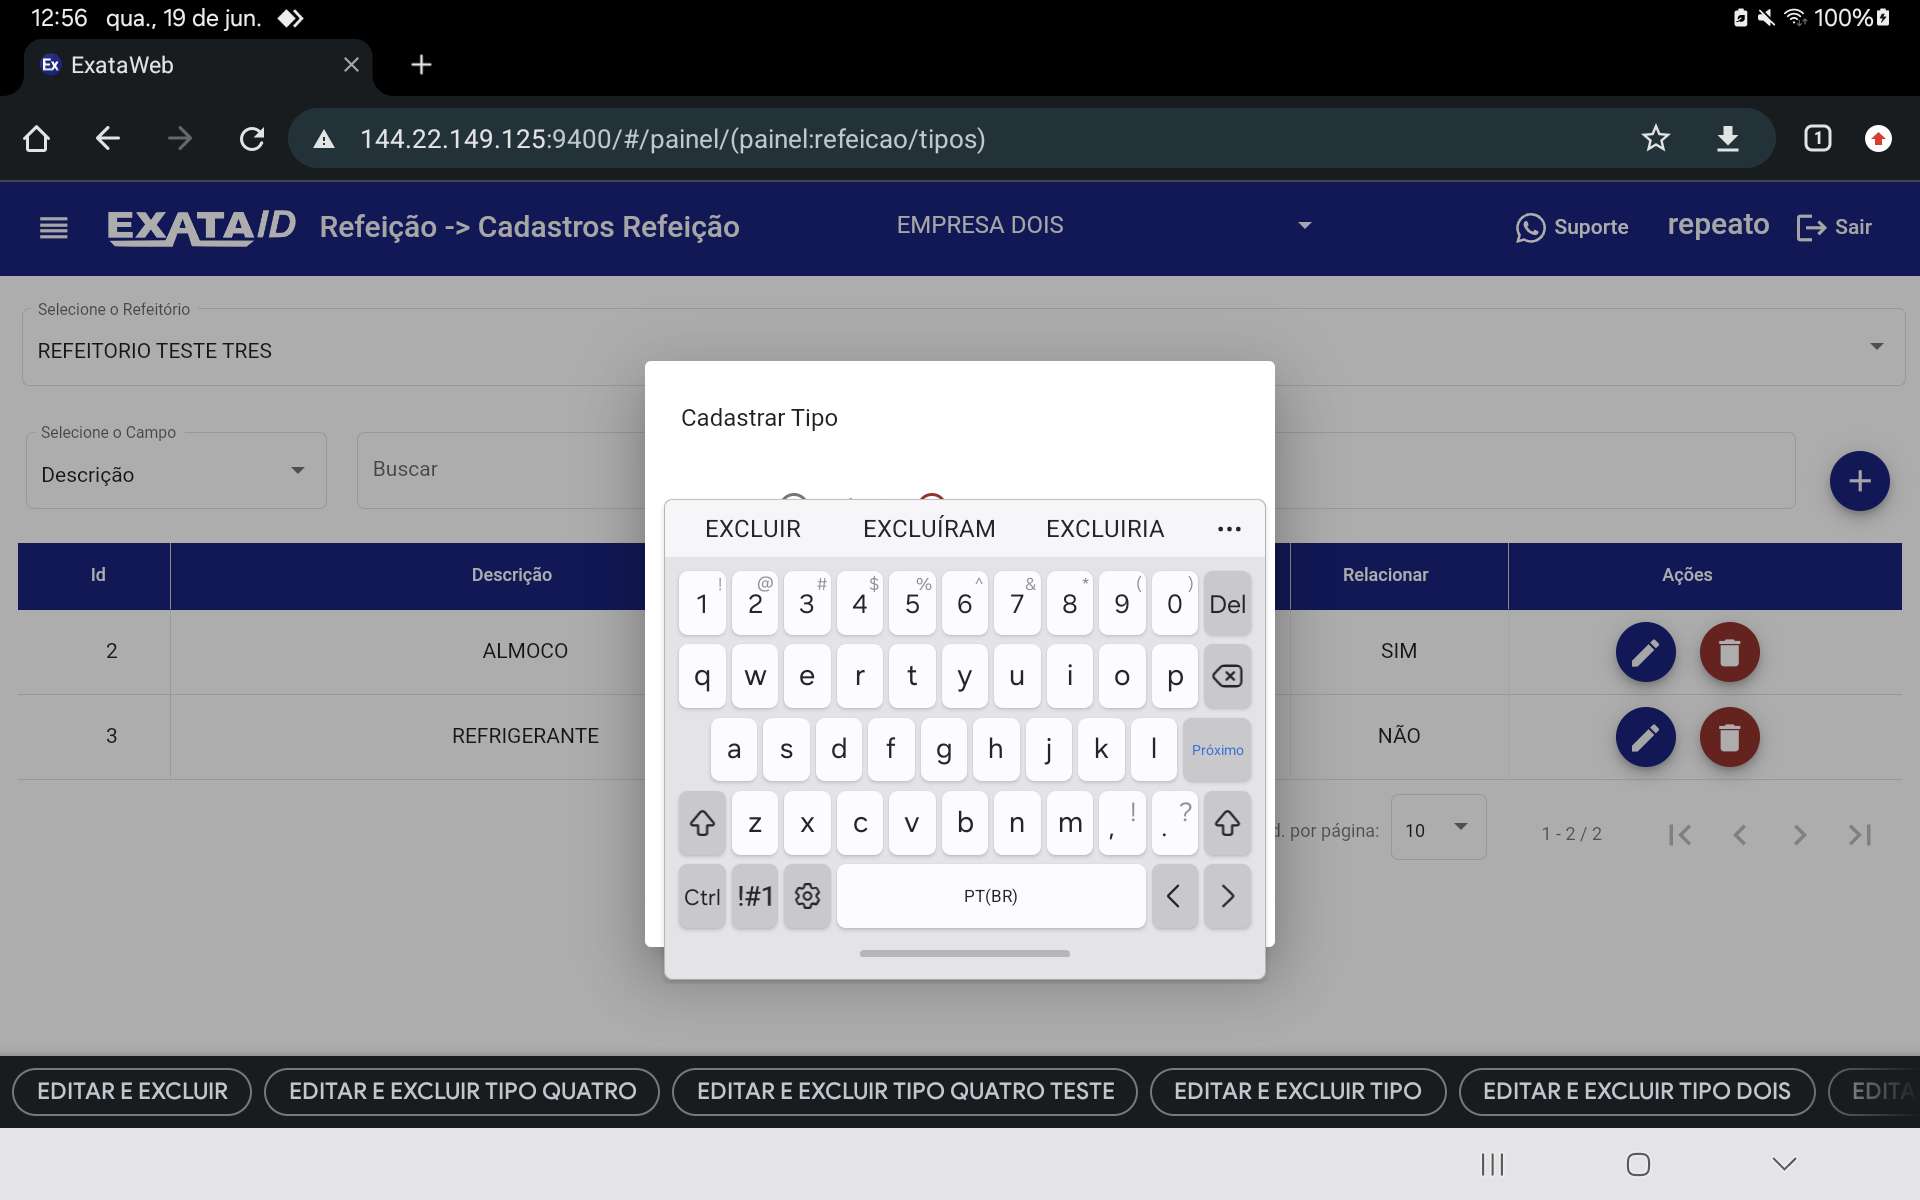 12:56 qua., 19 de jun. 100%
Ex ExataWeb
144.22.149.125:9400/#/painel/(painel:refeicao/tipos) 1
EXATAID Refeição -> Cadastros Refeição EMPRESA DOIS Suporte repeato Sair
Selecione o Refeitório
REFEITORIO TESTE TRES
Cadastrar Tipo
Selecione o Campo
Descrição Buscar
EXCLUIR EXCLUÍRAM EXCLUIRIA ...
Id Descrição Relacionar Ações
! @ # $ % ^ & * ( )
1 2 3 4 5 6 7 8 9 0 Del
2 ALMOCO SIM
q w e r t y u i o p
3 REFRIGERANTE NÃO
a s d f g h j k l Próximo
z x c v b n m , ! . ?
d. por página: 10 1 - 2 / 2
Ctrl !#1 PT(BR) < >
EDITAR E EXCLUIR EDITAR E EXCLUIR TIPO QUATRO EDITAR E EXCLUIR TIPO QUATRO TESTE EDITAR E EXCLUIR TIPO EDITAR E EXCLUIR TIPO DOIS EDITA